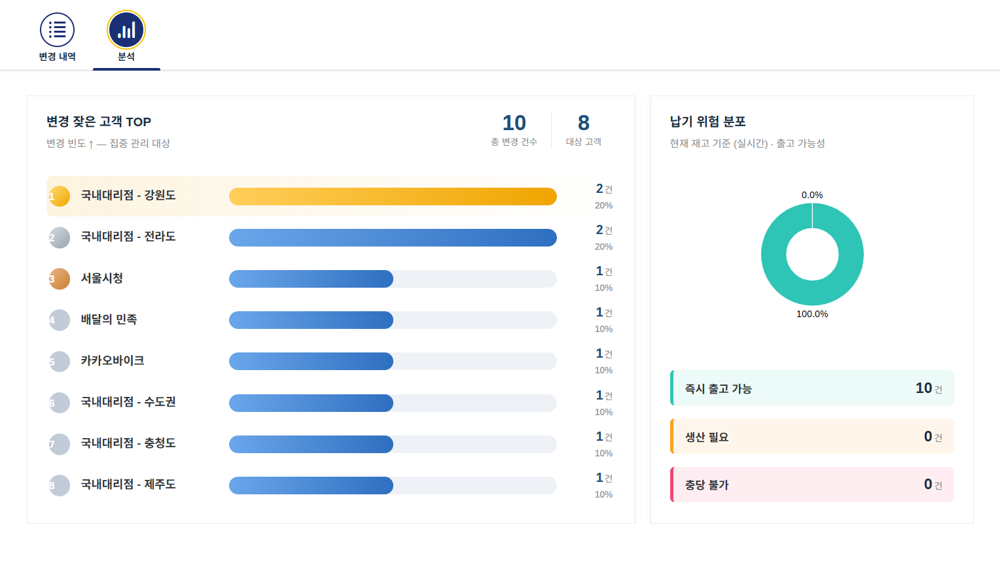 변경 내역
분석
변경 잦은 고객 TOP
변경 빈도 ↑ — 집중 관리 대상
10
총 변경 건수
8
대상 고객
1 국내대리점 - 강원도 2건
20%
2 국내대리점 - 전라도 2건
20%
3 서울시청 1건
10%
4 배달의 민족 1건
10%
5 카카오바이크 1건
10%
6 국내대리점 - 수도권 1건
10%
7 국내대리점 - 충청도 1건
10%
8 국내대리점 - 제주도 1건
10%
납기 위험 분포
현재 재고 기준 (실시간) · 출고 가능성
0.0%
100.0%
즉시 출고 가능 10 건
생산 필요 0 건
충당 불가 0 건